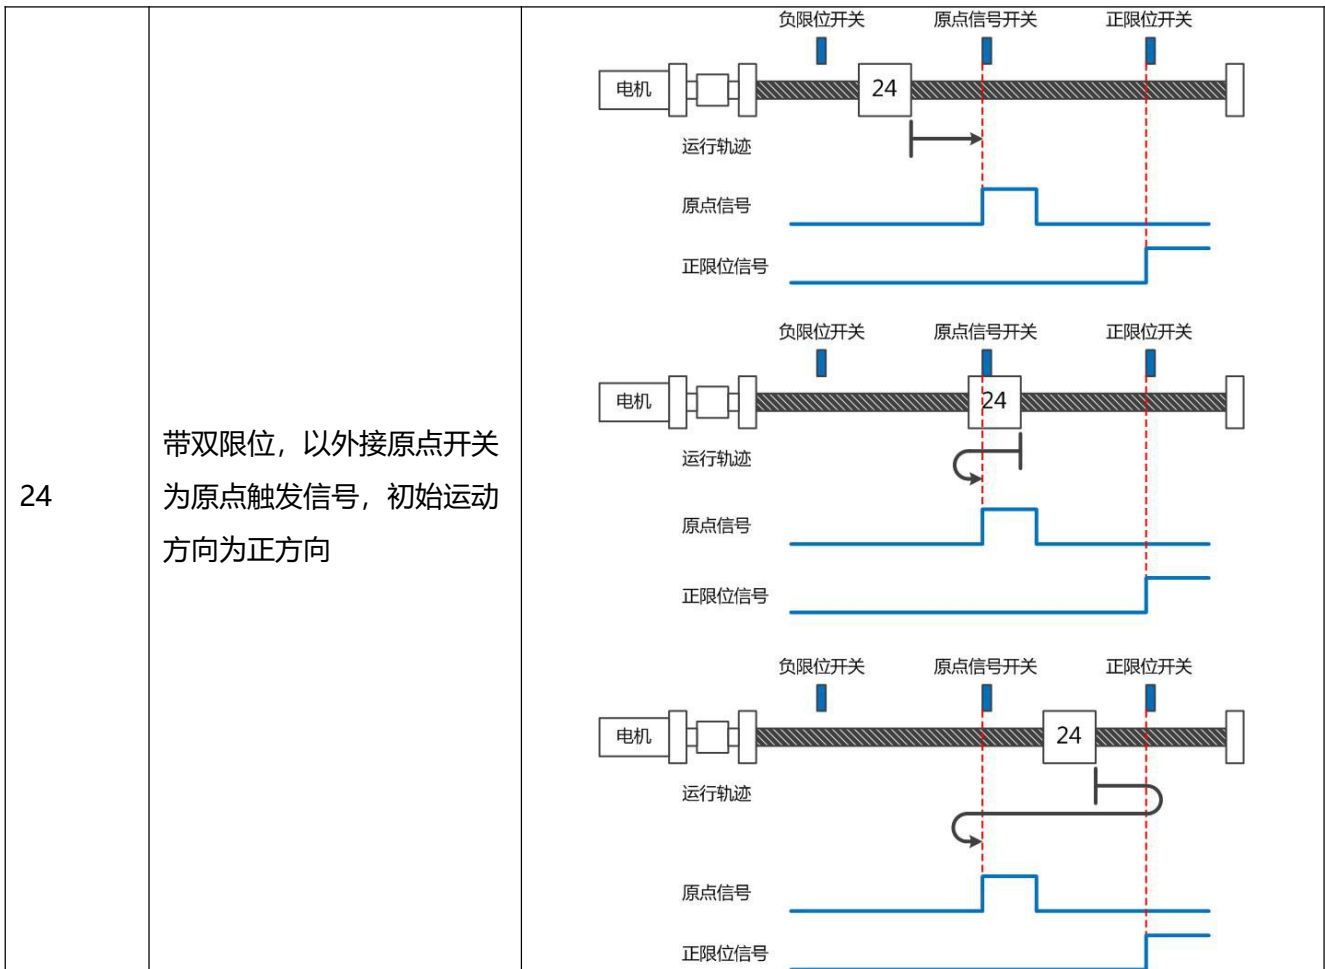 24
带双限位，以外接原点开关
为原点触发信号，初始运动
方向为正方向
负限位开关 原点信号开关 正限位开关
电机 24
运行轨迹
原点信号
正限位信号
负限位开关 原点信号开关 正限位开关
电机 24
运行轨迹
原点信号
正限位信号
负限位开关 原点信号开关 正限位开关
电机 24
运行轨迹
原点信号
正限位信号